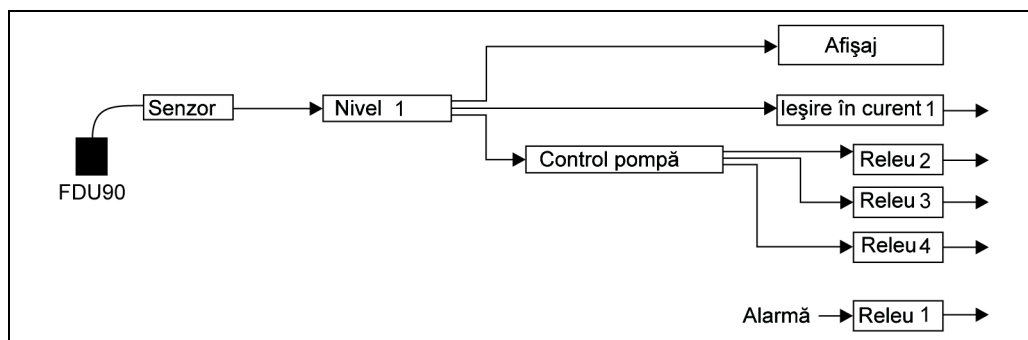 Afişaj
Senzor
Nivel 1
Ieşire în curent 1
FDU90
Control pompă
Releu 2
Releu 3
Releu 4
Alarmă
Releu 1